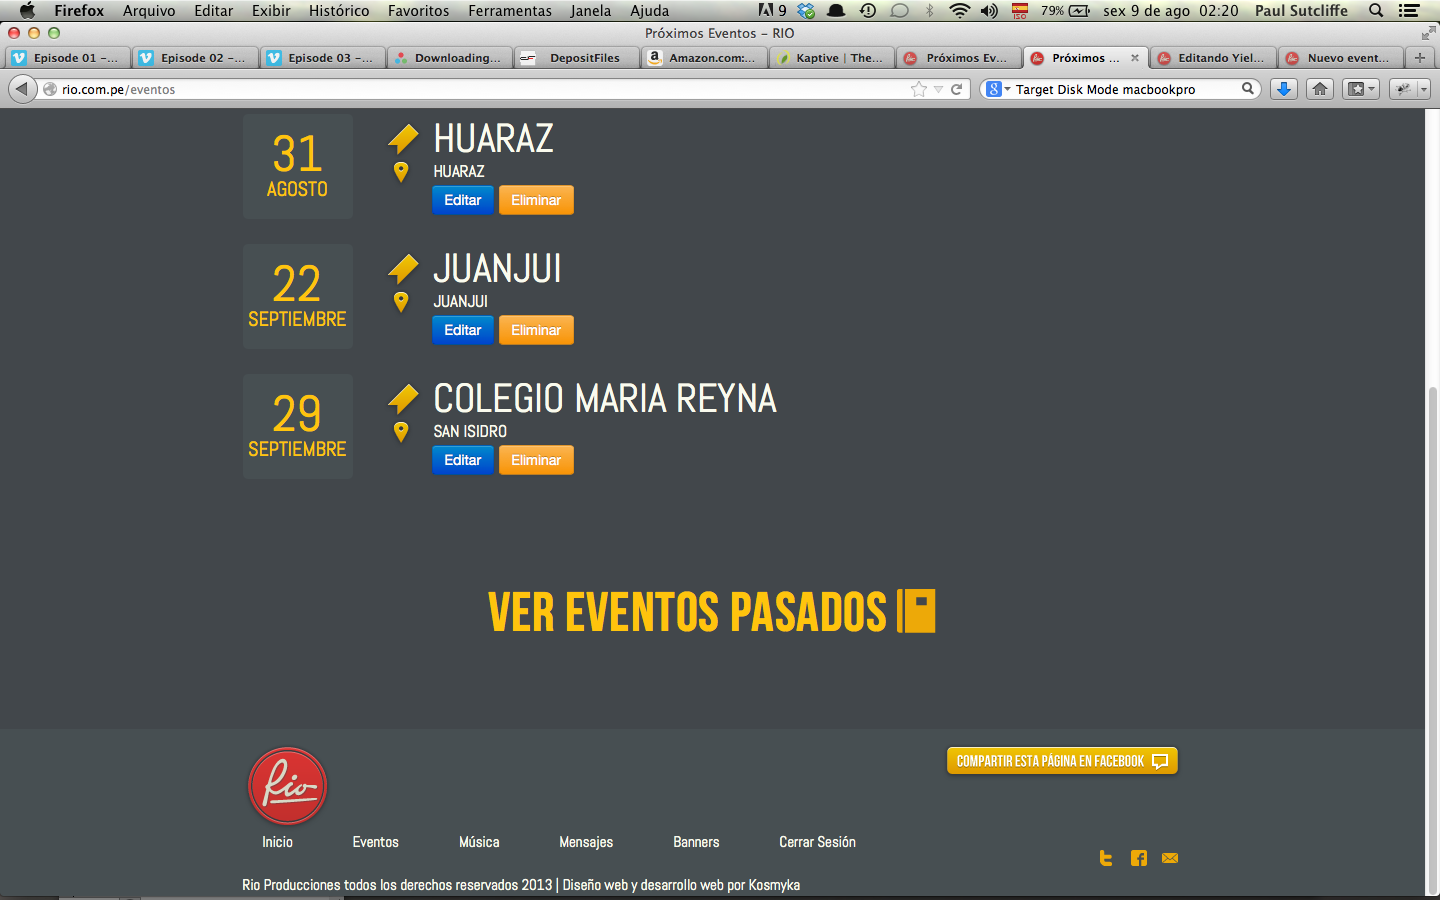 Firefox Arquivo Editar Exibir Histórico Favoritos Ferramentas Janela Ajuda 9 ISO 79% sex 9 de ago 02:20 Paul Sutcliffe
Próximos Eventos – RIO
Episode 01 –... Episode 02 –... Episode 03 –... Downloading... DepositFiles Amazon.com:... Kaptive | The... Próximos Ev... Próximos ... Editando Yiel... Nuevo event...
rio.com.pe/eventos Target Disk Mode macbookpro
31
AGOSTO
HUARAZ
HUARAZ
Editar Eliminar
22
SEPTIEMBRE
JUANJUI
JUANJUI
Editar Eliminar
29
SEPTIEMBRE
COLEGIO MARIA REYNA
SAN ISIDRO
Editar Eliminar
VER EVENTOS PASADOS
Rio
COMPARTIR ESTA PÁGINA EN FACEBOOK
Inicio Eventos Música Mensajes Banners Cerrar Sesión
Rio Producciones todos los derechos reservados 2013 | Diseño web y desarrollo web por Kosmyka